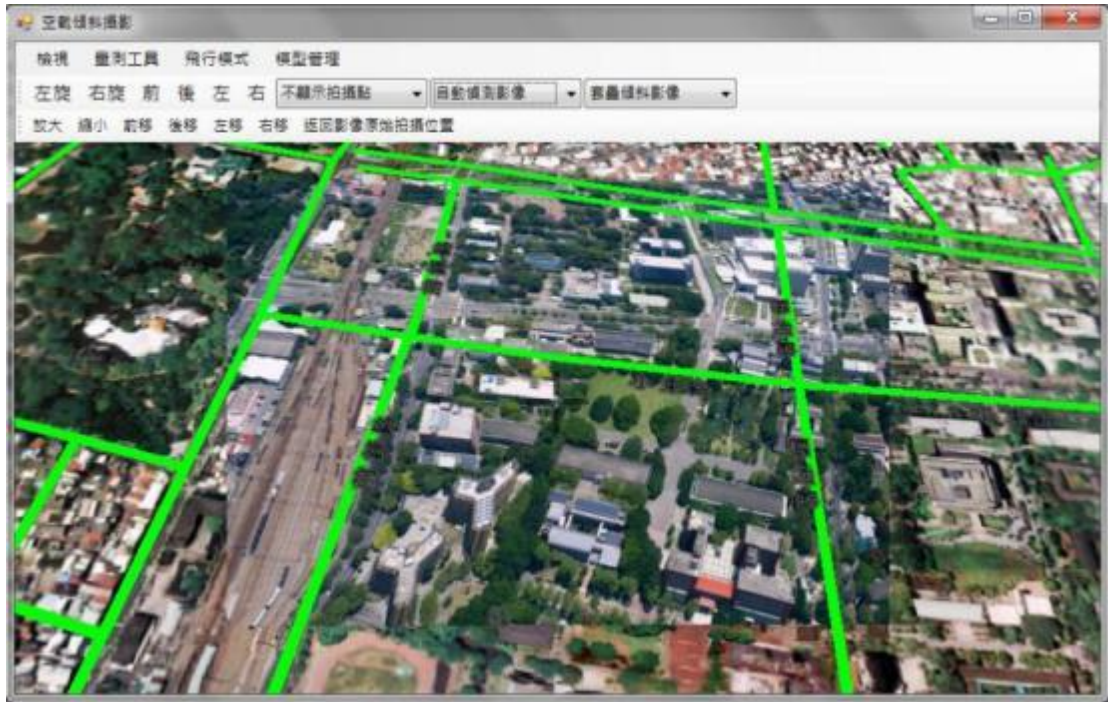 空載傾斜攝影
檢視 量測工具 飛行模式 模型管理
左旋 右旋 前 後 左 右 不顯示拍攝點 自動偵測影像 套疊傾斜影像
放大 縮小 前移 後移 左移 右移 返回影像原始拍攝位置